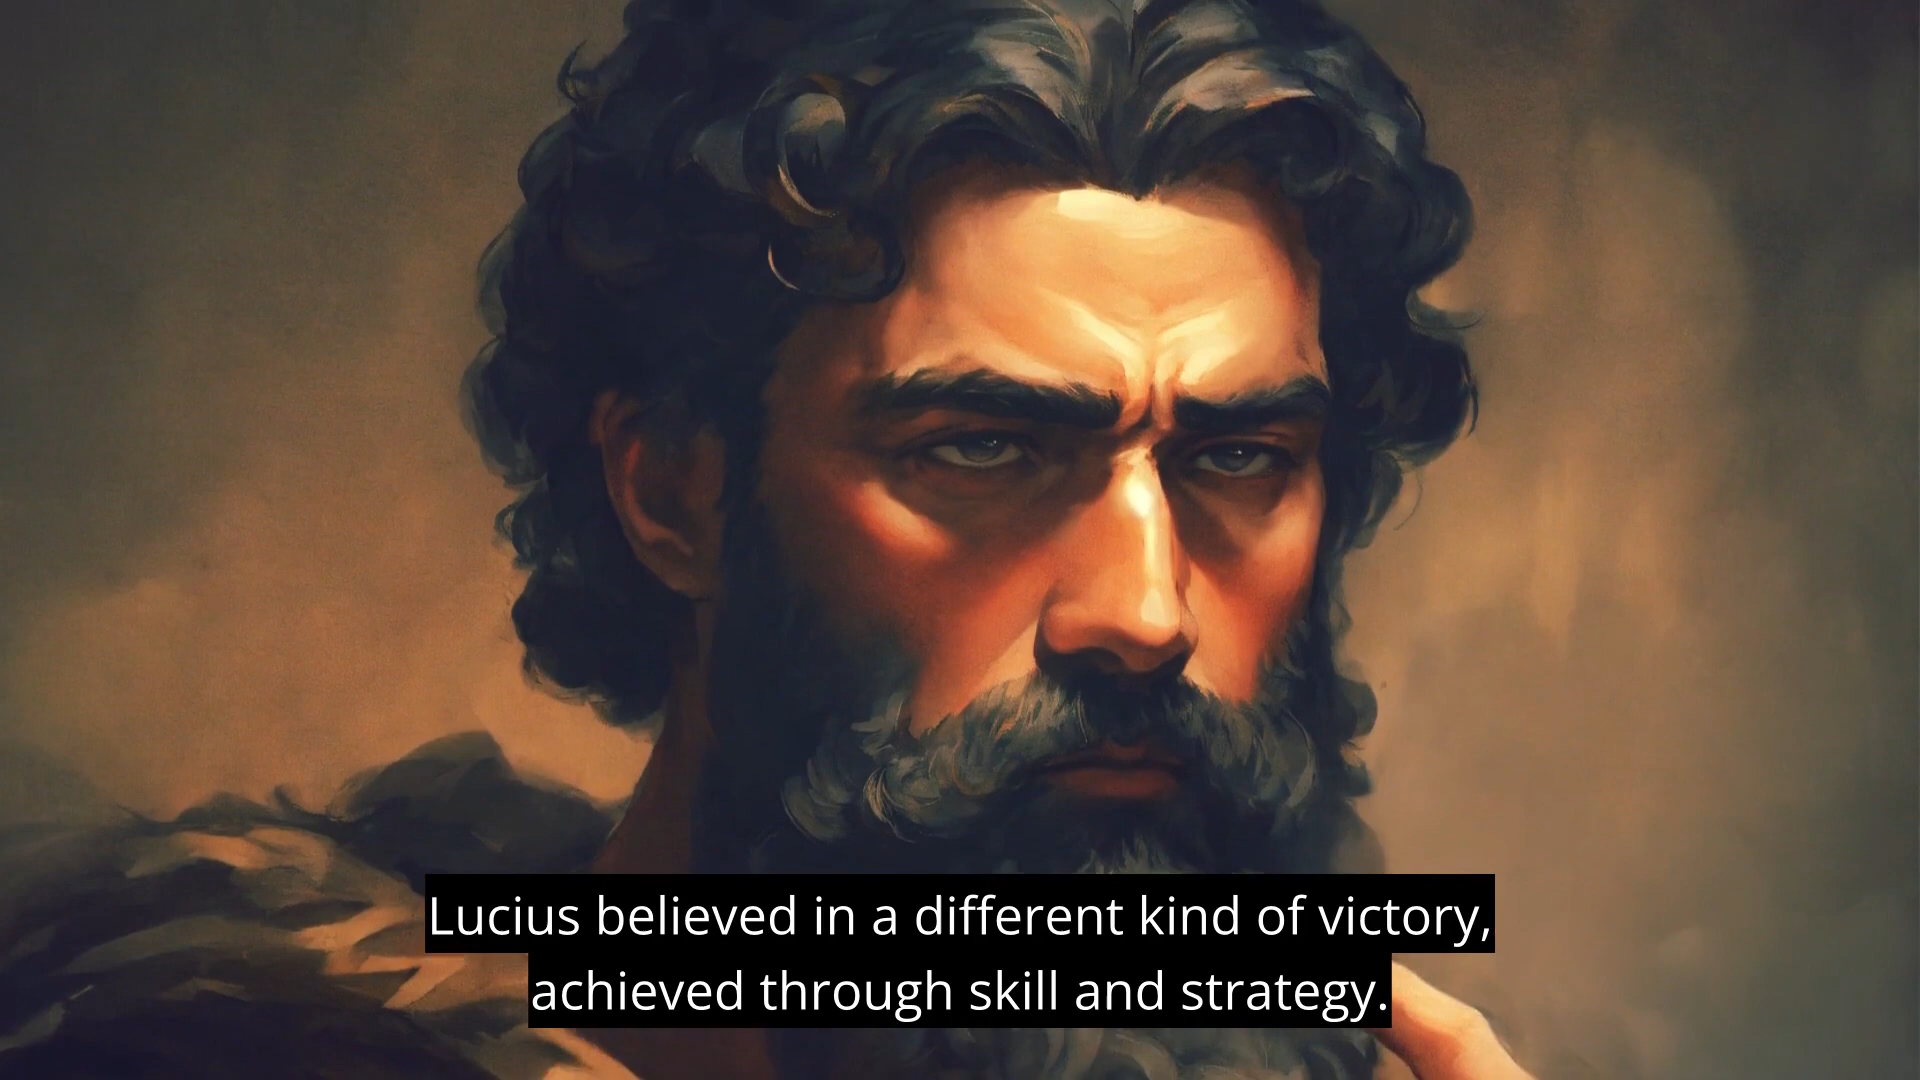 Lucius believed in a different kind of victory,
achieved through skill and strategy.